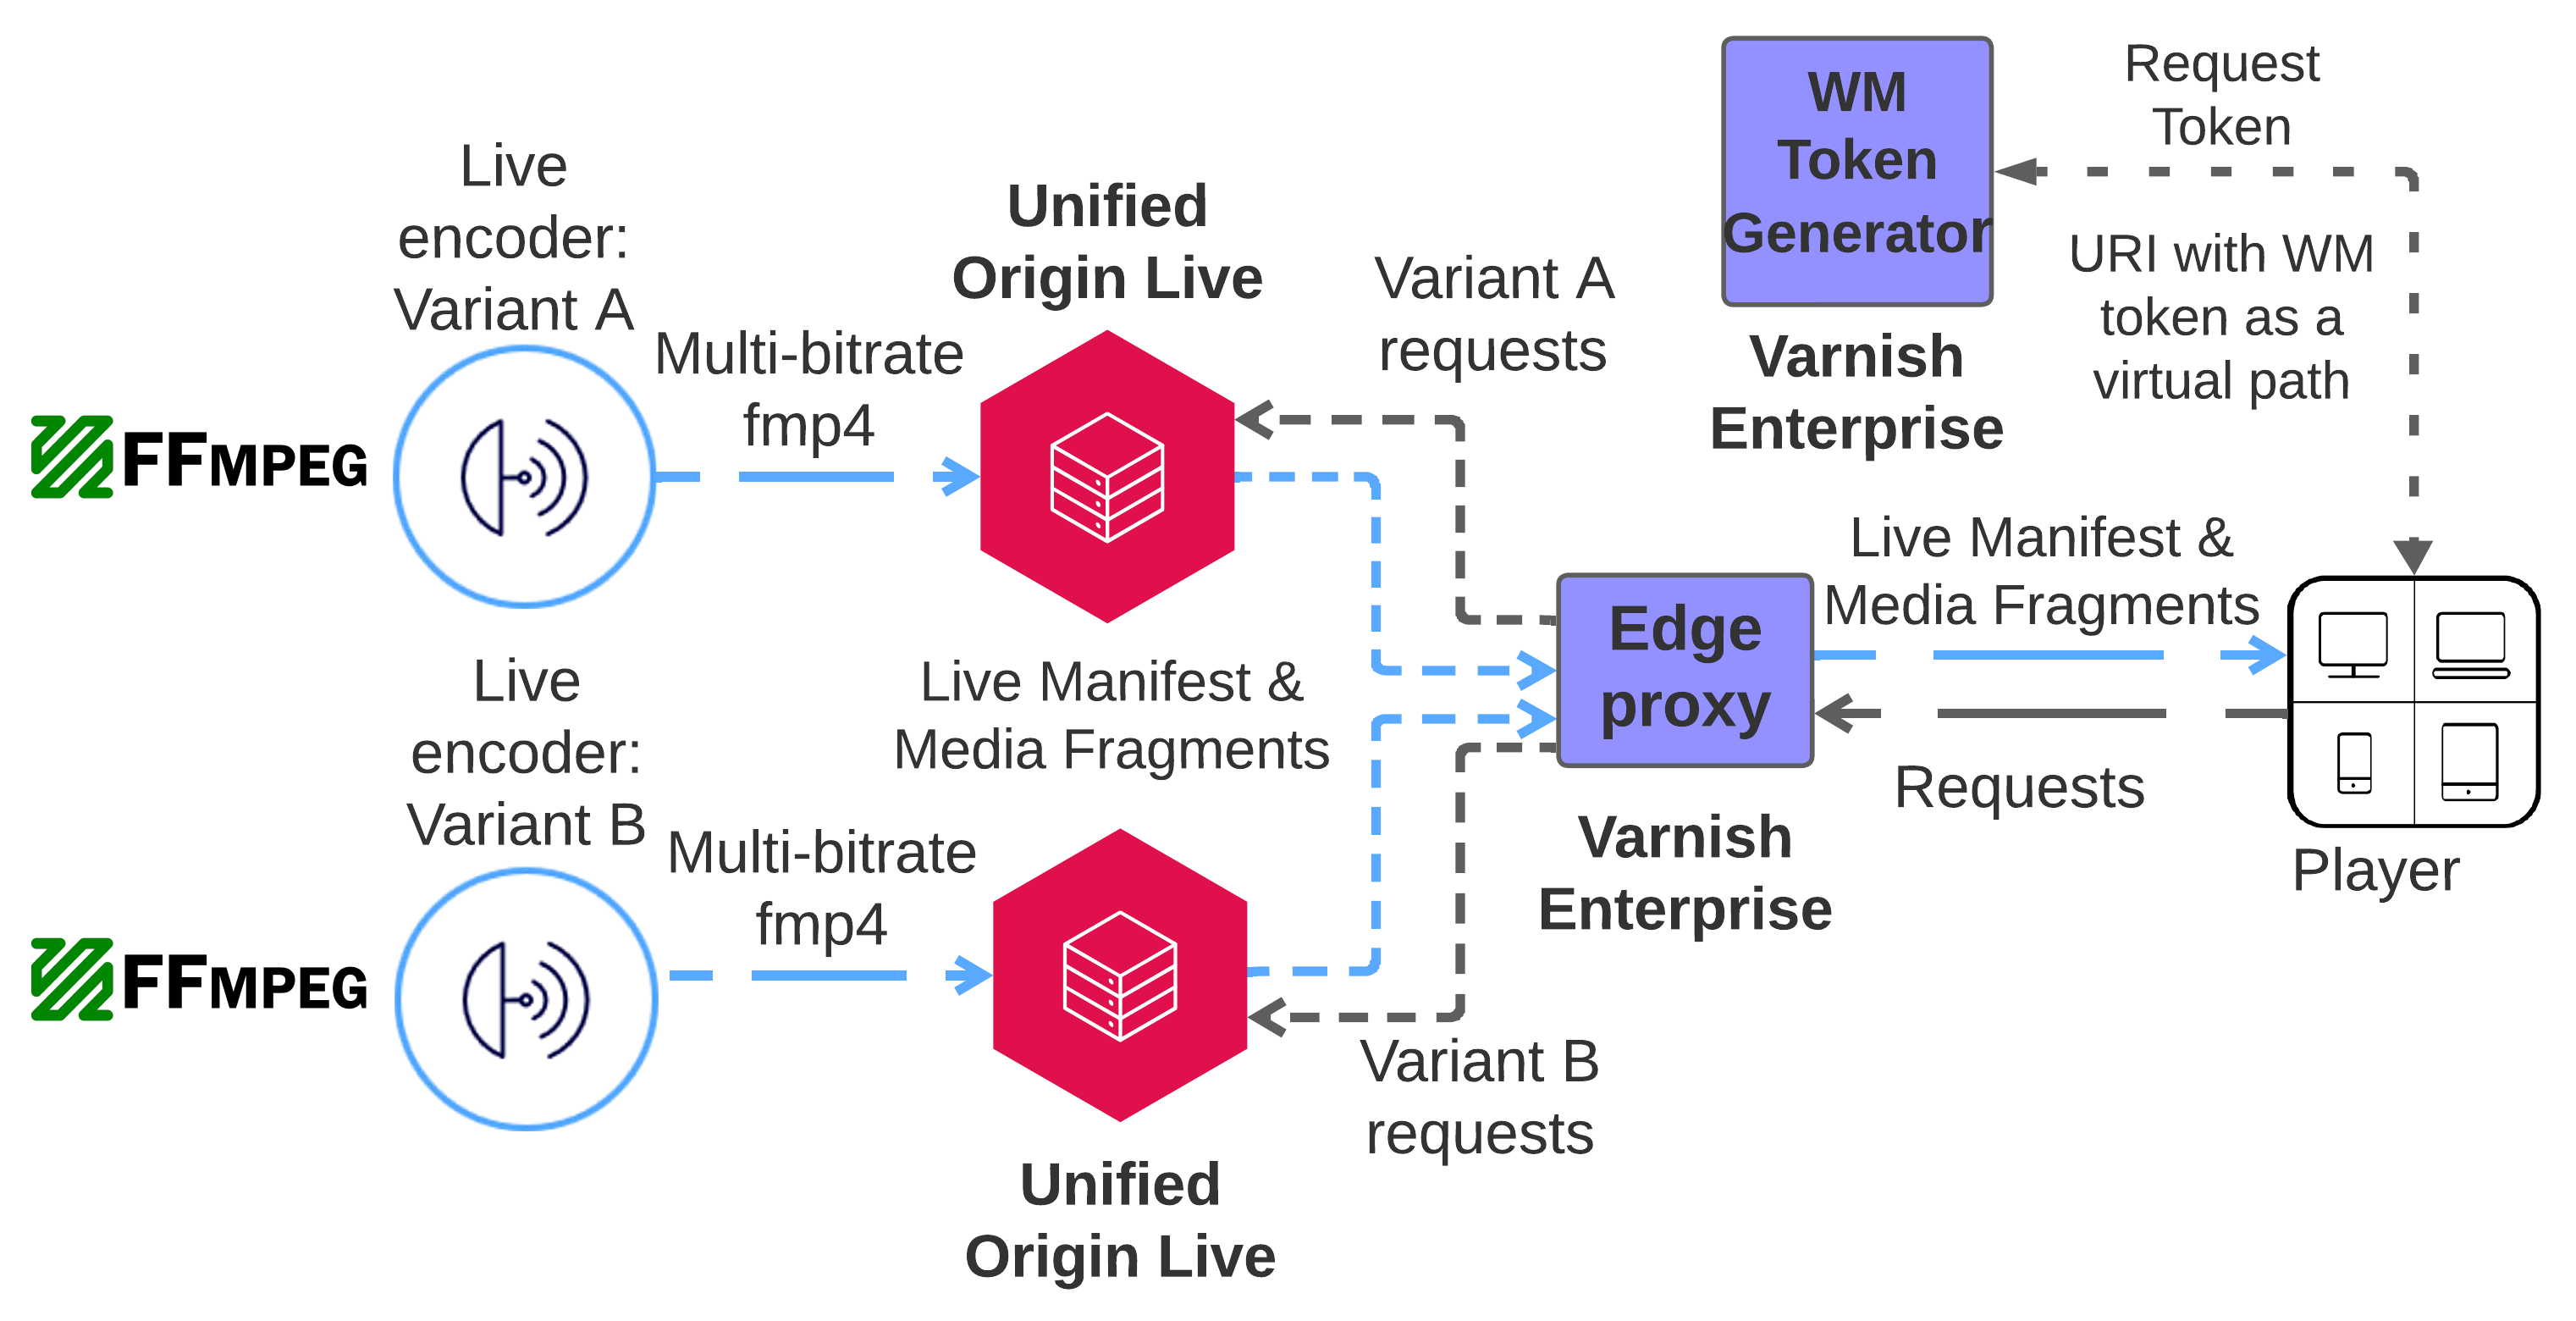 WM
Token
Generator
Varnish
Enterprise
Request
Token
URI with WM
token as a
virtual path
Live
encoder:
Variant A
FFMPEG
Multi-bitrate
fmp4
Unified
Origin Live
Variant A
requests
Live Manifest &
Media Fragments
Edge
proxy
Varnish
Enterprise
Live Manifest &
Media Fragments
Requests
Player
Live
encoder:
Variant B
FFMPEG
Multi-bitrate
fmp4
Unified
Origin Live
Variant B
requests